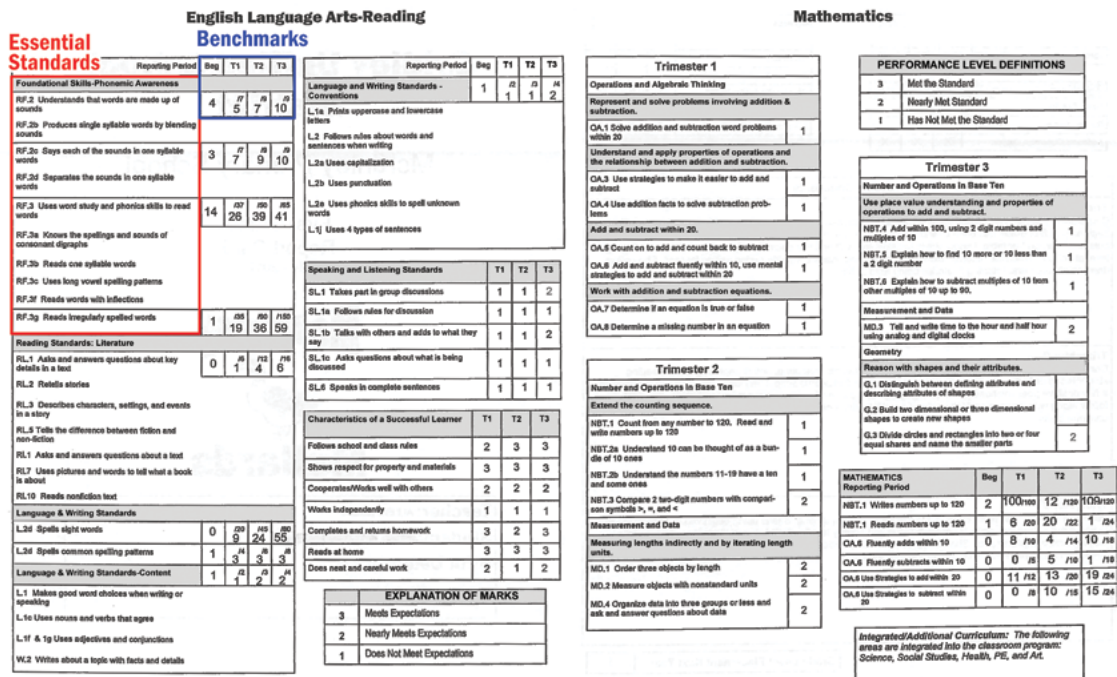 English Language Arts-Reading
Essential
Standards
Benchmarks
Reporting Period Beg T1 T2 T3
Foundational Skills-Phonemic Awareness
RF.2 Understands that words are made up of
sounds
4 /7 5 /9 7 /9 10
RF.2b Produces single syllable words by blending
sounds
RF.2c Says each of the sounds in one syllable
words
3 7 9 10
RF.2d Separates the sounds in one syllable
words
RF.3 Uses word study and phonics skills to read
words
14 /37 26 /50 39 41
RF.3a Knows the spellings and sounds of
consonant digraphs
RF.3b Reads one syllable words
RF.3c Uses long vowel spelling patterns
RF.3f Reads words with inflections
RF.3g Reads irregularly spelled words 1 19 36 /150 59
Reading Standards: Literature
RL.1 Asks and answers questions about key
details in a text
0 1 /12 4 /16 6
RL.2 Retells stories
RL.3 Describes characters, settings, and events
in a story
RL.5 Tells the difference between fiction and
non-fiction
RL1 Asks and answers questions about a text
RL7 Uses pictures and words to tell what a book
is about
RL10 Reads nonfiction text
Language & Writing Standards
L.2d Spells sight words 0 /20 9 /45 24 /90 55
L.2d Spells common spelling patterns 1 3 3 3
Language & Writing Standards-Content 1 /2 1 /3 2 /4 2
L.1 Makes good word choices when writing or
speaking
L.1c Uses nouns and verbs that agree
L.1f & 1g Uses adjectives and conjunctions
W.2 Writes about a topic with facts and details
Reporting Period Beg T1 T2 T3
Language and Writing Standards -
Conventions
1 /2 1 /3 1 /4 2
L.1a Prints uppercase and lowercase
letters
L.2 Follows rules about words and
sentences when writing
L.2a Uses capitalization
L.2b Uses punctuation
L.2e Uses phonics skills to spell unknown
words
L.1j Uses 4 types of sentences
Speaking and Listening Standards T1 T2 T3
SL.1 Takes part in group discussions 1 1 2
SL.1a Follows rules for discussion 1 1 1
SL.1b Talks with others and adds to what they
say
1 1 2
SL.1c Asks questions about what is being
discussed
1 1 1
SL.6 Speaks in complete sentences 1 1 1
Characteristics of a Successful Learner T1 T2 T3
Follows school and class rules 2 3 3
Shows respect for property and materials 3 3 3
Cooperates/Works well with others 2 2 2
Works independently 1 1 1
Completes and returns homework 3 2 3
Reads at home 3 3 3
Does neat and careful work 2 1 2
EXPLANATION OF MARKS
3 Meets Expectations
2 Nearly Meets Expectations
1 Does Not Meet Expectations
Mathematics
Trimester 1
Operations and Algebraic Thinking
Represent and solve problems involving addition &
subtraction.
OA.1 Solve addition and subtraction word problems
within 20
1
Understand and apply properties of operations and
the relationship between addition and subtraction.
OA.3 Use strategies to make it easier to add and
subtract
1
OA.4 Use addition facts to solve subtraction prob-
lems
1
Add and subtract within 20.
OA.5 Count on to add and count back to subtract 1
OA.6 Add and subtract fluently within 10, use mental
strategies to add and subtract within 20
1
Work with addition and subtraction equations.
OA.7 Determine if an equation is true or false 1
OA.8 Determine a missing number in an equation 1
Trimester 2
Number and Operations in Base Ten
Extend the counting sequence.
NBT.1 Count from any number to 120. Read and
write numbers up to 120
1
NBT.2a Understand 10 can be thought of as a bun-
dle of 10 ones
1
NBT.2b Understand the numbers 11-19 have a ten
and some ones
1
NBT.3 Compare 2 two-digit numbers with compari-
son symbols >, =, and <
2
Measurement and Data
Measuring lengths indirectly and by iterating length
units.
MD.1 Order three objects by length 2
MD.2 Measure objects with nonstandard units 2
MD.4 Organize data into three groups or less and
ask and answer questions about data
2
PERFORMANCE LEVEL DEFINITIONS
3 Met the Standard
2 Nearly Met Standard
1 Has Not Met the Standard
Trimester 3
Number and Operations in Base Ten
Use place value understanding and properties of
operations to add and subtract.
NBT.4 Add within 100, using 2 digit numbers and
multiples of 10
1
NBT.5 Explain how to find 10 more or 10 less than
a 2 digit number
1
NBT.6 Explain how to subtract multiples of 10 from
other multiples of 10 up to 90.
1
Measurement and Data
MD.3 Tell and write time to the hour and half hour
using analog and digital clocks
2
Geometry
Reason with shapes and their attributes.
G.1 Distinguish between defining attributes and
describing attributes of shapes
G.2 Build two dimensional or three dimensional
shapes to create new shapes
G.3 Divide circles and rectangles into two or four
equal shares and name the smaller parts
2
MATHEMATICS
Reporting Period Beg T1 T2 T3
NBT.1 Writes numbers up to 120 2 100/100 12 /120 109/120
NBT.1 Reads numbers up to 120 1 6 /20 20 /22 1 /24
OA.6 Fluently adds within 10 0 8 /10 4 /14 10 /18
OA.6 Fluently subtracts within 10 0 0 /5 5 /10 1 /18
OA.6 Use Strategies to add within 20 0 11 /12 13 /20 19 /24
OA.6 Use Strategies to subtract within
20
0 0 /8 10 /15 15 /24
Integrated/Additional Curriculum: The following
areas are integrated into the classroom program:
Science, Social Studies, Health, PE, and Art.